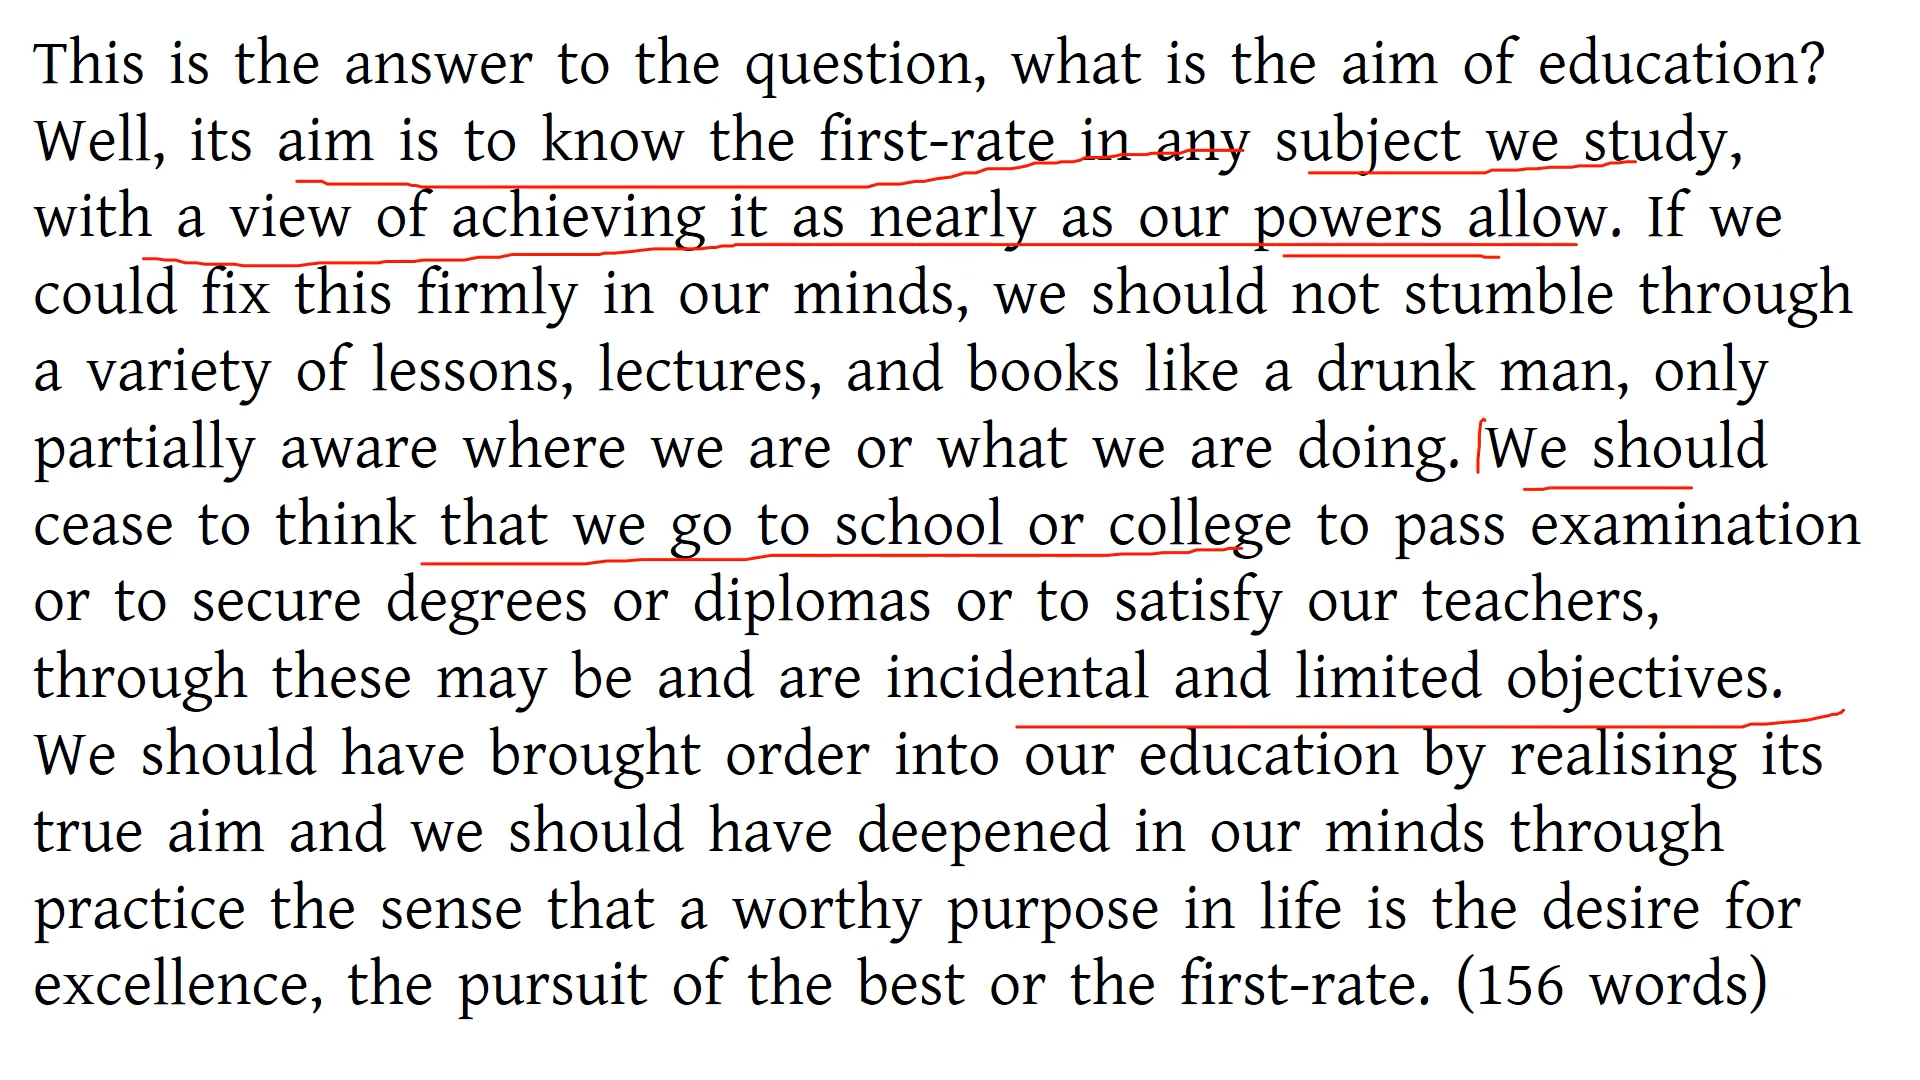 This is the answer to the question, what is the aim of education?
Well, its aim is to know the first-rate in any subject we study,
with a view of achieving it as nearly as our powers allow. If we
could fix this firmly in our minds, we should not stumble through
a variety of lessons, lectures, and books like a drunk man, only
partially aware where we are or what we are doing. We should
cease to think that we go to school or college to pass examination
or to secure degrees or diplomas or to satisfy our teachers,
through these may be and are incidental and limited objectives.
We should have brought order into our education by realising its
true aim and we should have deepened in our minds through
practice the sense that a worthy purpose in life is the desire for
excellence, the pursuit of the best or the first-rate. (156 words)